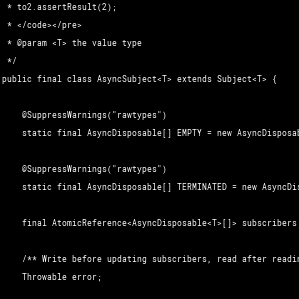 * to2.assertResult(2);
* </code></pre>
* @param <T> the value type
*/
public final class AsyncSubject<T> extends Subject<T> {
@SuppressWarnings("rawtypes")
static final AsyncDisposable[] EMPTY = new AsyncDisposab
@SuppressWarnings("rawtypes")
static final AsyncDisposable[] TERMINATED = new AsyncDis
final AtomicReference<AsyncDisposable<T>[]> subscribers
/** Write before updating subscribers, read after readin
Throwable error;